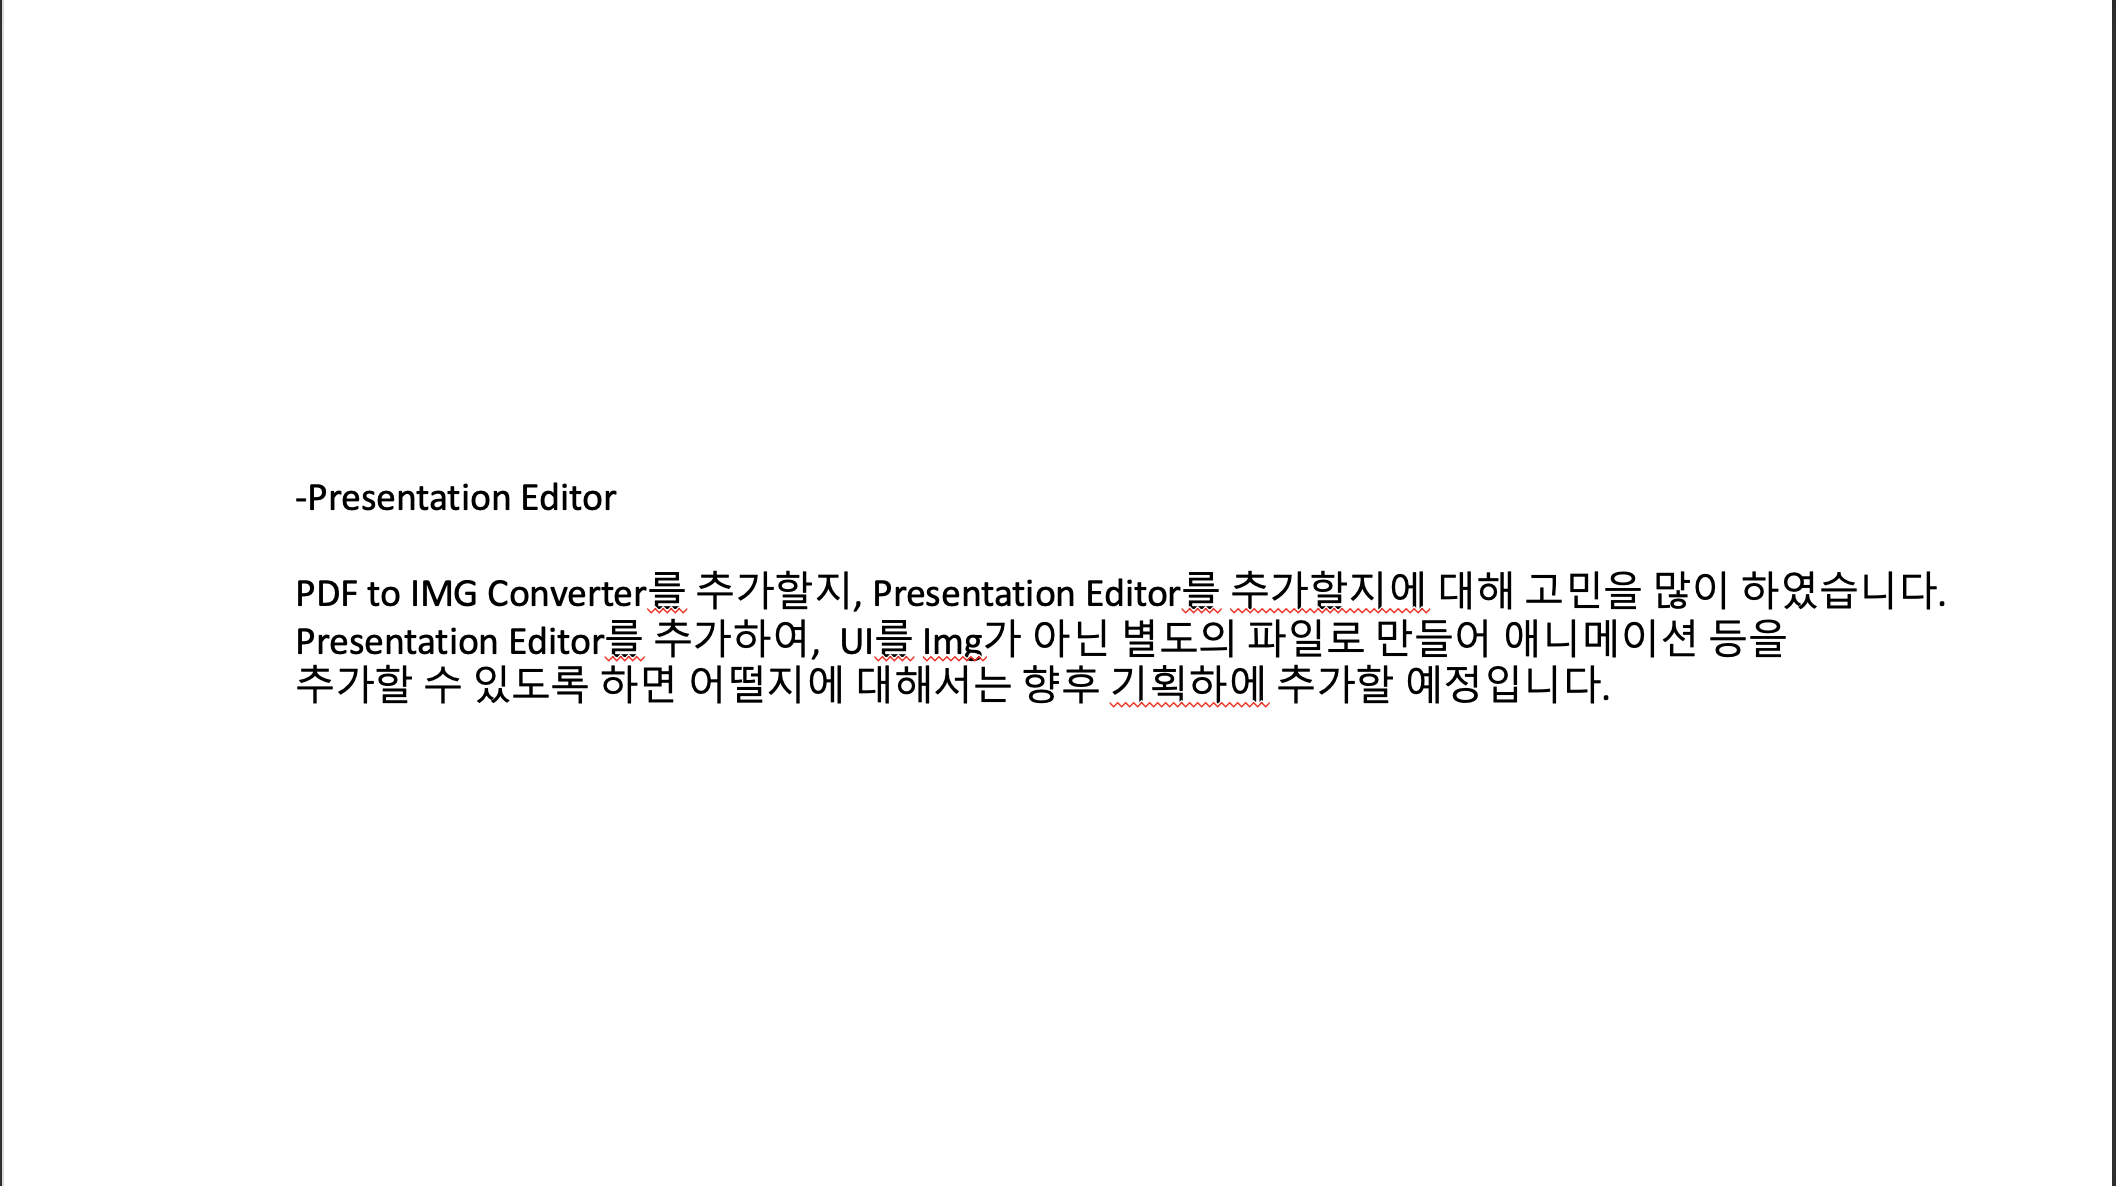 -Presentation Editor
PDF to IMG Converter를 추가할지, Presentation Editor를 추가할지에 대해 고민을 많이 하였습니다.
Presentation Editor를 추가하여,  UI를 Img가 아닌 별도의 파일로 만들어 애니메이션 등을
추가할 수 있도록 하면 어떨지에 대해서는 향후 기획하에 추가할 예정입니다.